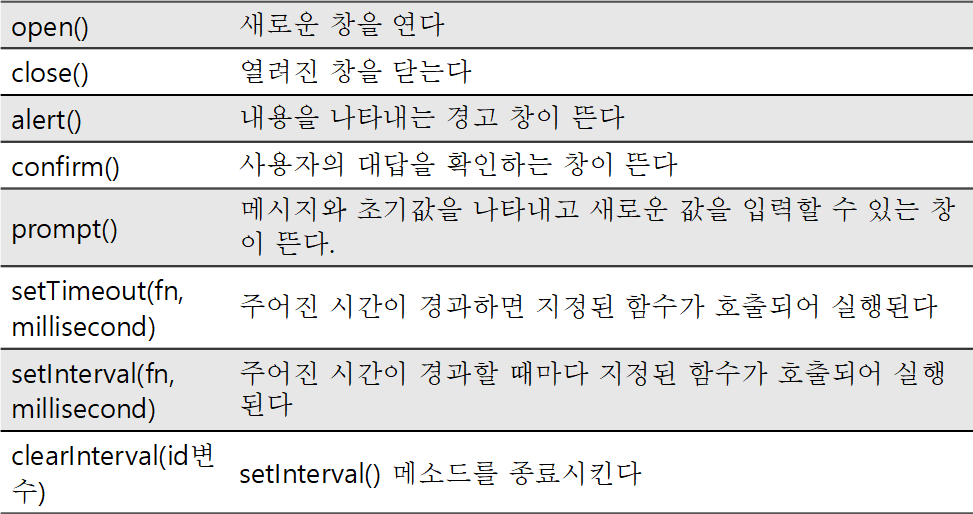 open() 새로운 창을 연다
close() 열려진 창을 닫는다
alert() 내용을 나타내는 경고 창이 뜬다
confirm() 사용자의 대답을 확인하는 창이 뜬다
prompt() 메시지와 초기값을 나타내고 새로운 값을 입력할 수 있는 창
이 뜬다.
setTimeout(fn,
millisecond) 주어진 시간이 경과하면 지정된 함수가 호출되어 실행된다
setInterval(fn,
millisecond) 주어진 시간이 경과할 때마다 지정된 함수가 호출되어 실행
된다
clearInterval(id변
수) setInterval() 메소드를 종료시킨다